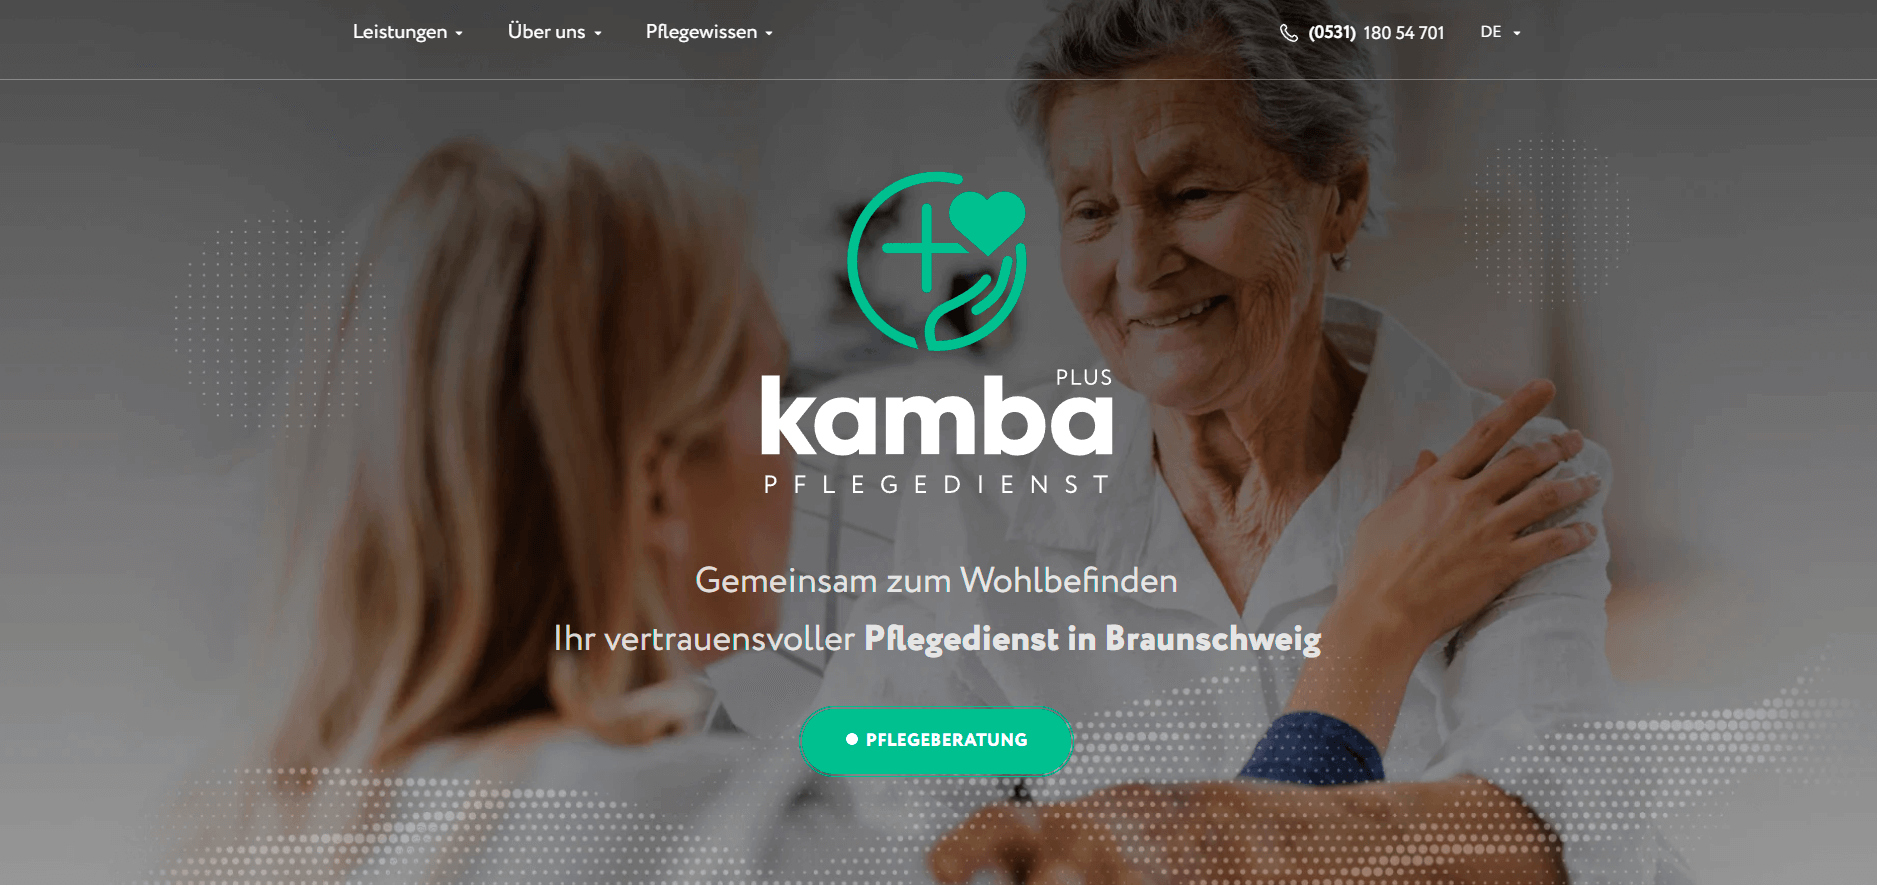 Leistungen Über uns Pflegewissen (0531) 180 54 701 DE
PLUS
kamba
PFLEGEDIENST
Gemeinsam zum Wohlbefinden
Ihr vertrauensvoller Pflegedienst in Braunschweig
PFLEGEBERATUNG